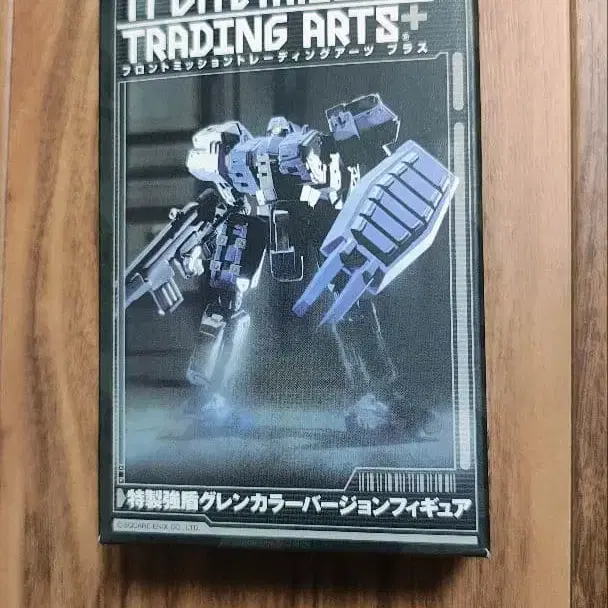 TRADING ARTS+
フロントミッショントレーディングアーツ プラス
特製強盾グレンカラーバージョンフィギュア
©SQUARE ENIX CO., LTD.